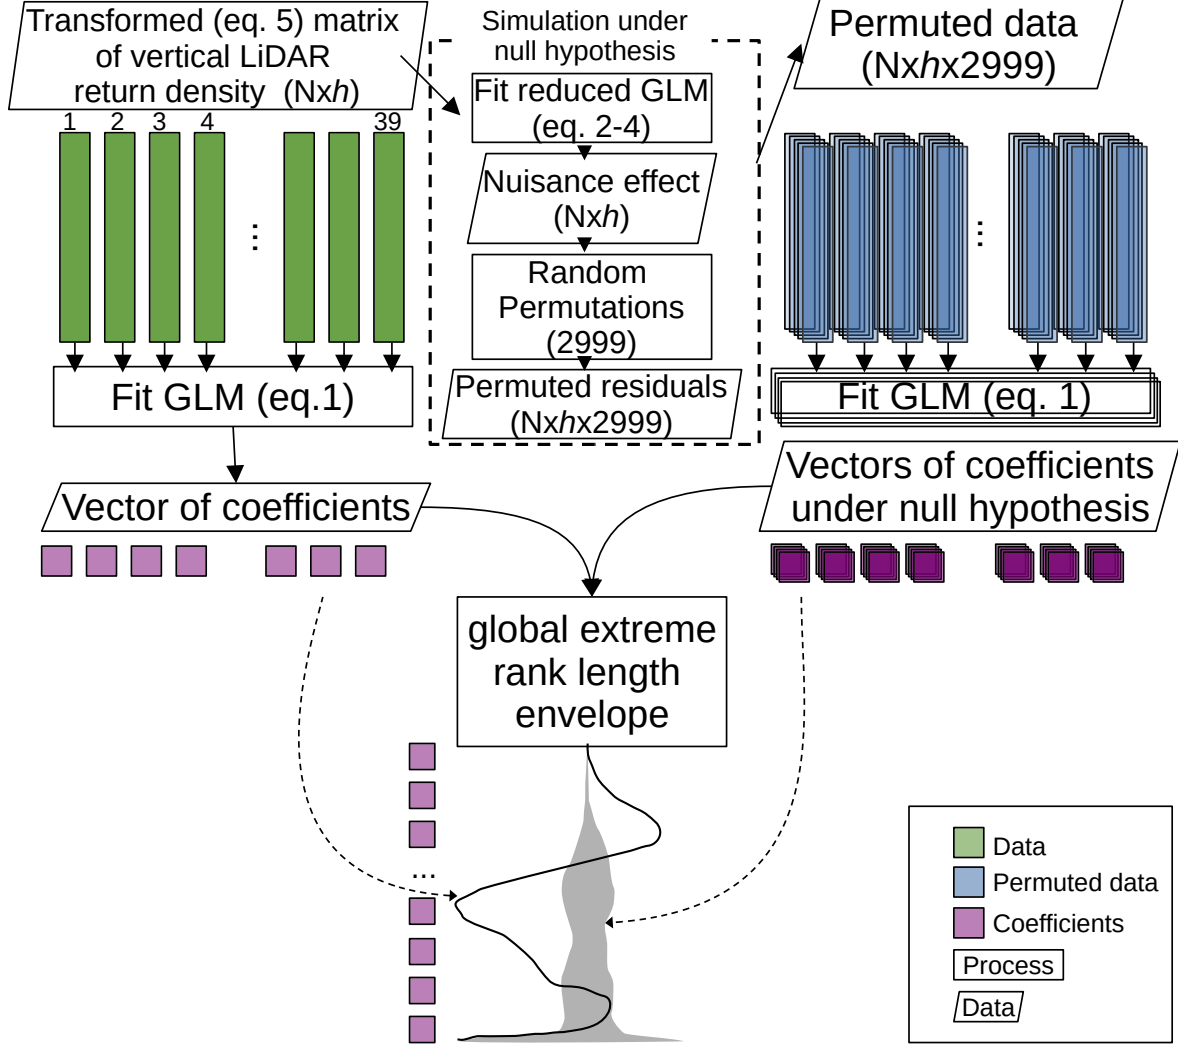 Transformed (eq. 5) matrix
of vertical LiDAR
return density (Nxh)
1 2 3 4 39
...
Fit GLM (eq.1)
Vector of coefficients
Simulation under
null hypothesis
Fit reduced GLM
(eq. 2-4)
Nuisance effect
(Nxh)
Random
Permutations
(2999)
Permuted residuals
(Nxhx2999)
Permuted data
(Nxhx2999)
...
Fit GLM (eq. 1)
Vectors of coefficients
under null hypothesis
global extreme
rank length
envelope
...
Data
Permuted data
Coefficients
Process
Data